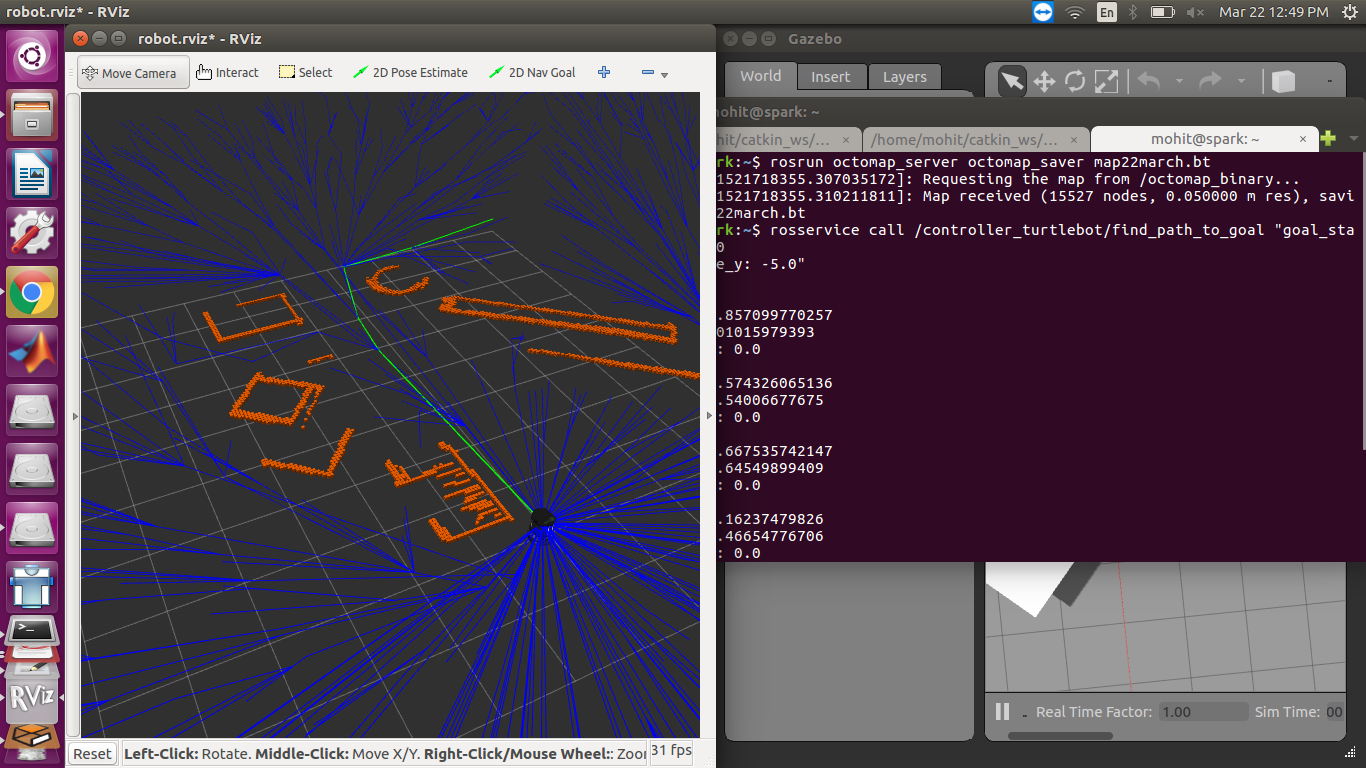 robot.rviz* - RViz
En
Mar 22 12:49 PM
robot.rviz* - RViz
Move Camera
Interact
Select
2D Pose Estimate
2D Nav Goal
Gazebo
World
Insert
Layers
mohit@spark: ~
hit/catkin_ws/... ×
/home/mohit/catkin_ws/... ×
mohit@spark: ~ ×
rk:~$ rosrun octomap_server octomap_saver map22march.bt
1521718355.307035172]: Requesting the map from /octomap_binary...
1521718355.310211811]: Map received (15527 nodes, 0.050000 m res), savi
22march.bt
rk:~$ rosservice call /controller_turtlebot/find_path_to_goal "goal_sta
0
e_y: -5.0"
.857099770257
01015979393
: 0.0
.574326065136
.54006677675
: 0.0
.667535742147
.64549899409
: 0.0
.16237479826
.46654776706
: 0.0
RViz
Real Time Factor: 1.00 Sim Time: 00
Reset
Left-Click: Rotate. Middle-Click: Move X/Y. Right-Click/Mouse Wheel:: Zoo
31 fps